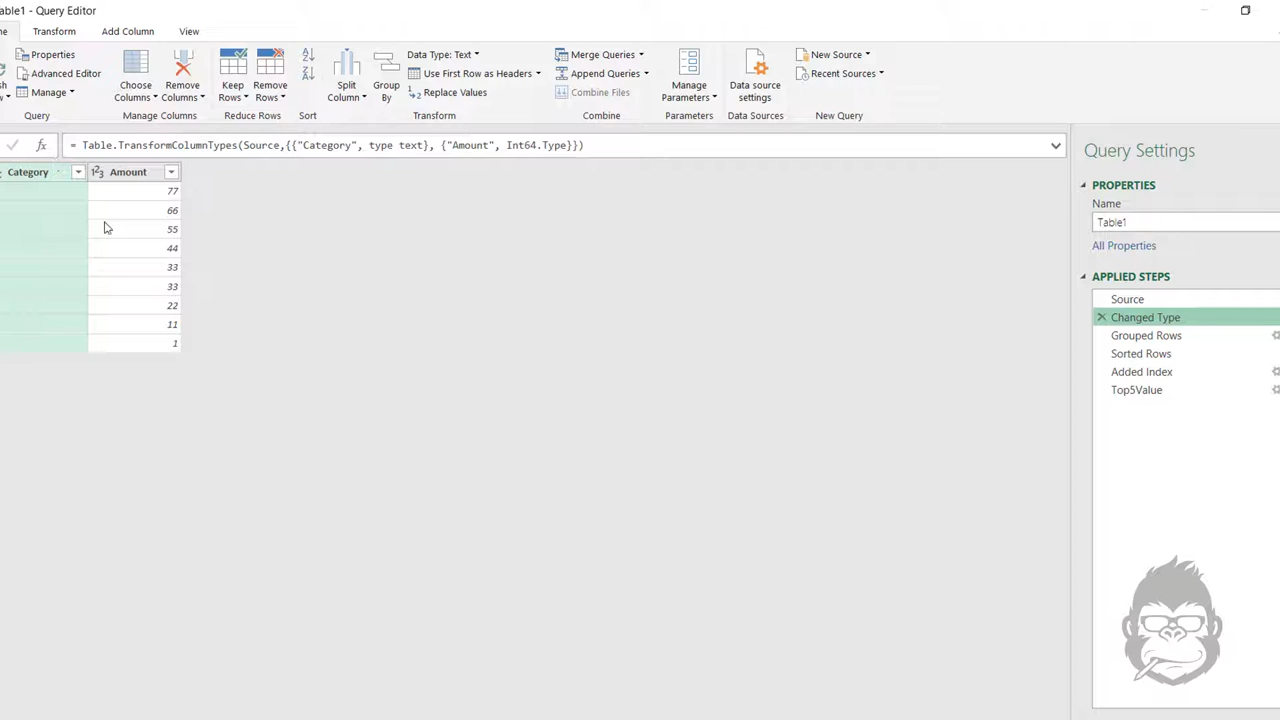 able1 - Query Editor
ne Transform Add Column View
Properties
Advanced Editor
Manage
Query
Choose Columns
Remove Columns
Manage Columns
Keep Rows
Remove Rows
Reduce Rows
Sort
Split Column
Group By
Data Type: Text
Use First Row as Headers
Replace Values
Transform
Merge Queries
Append Queries
Combine Files
Combine
Manage Parameters
Parameters
Data source settings
Data Sources
New Source
Recent Sources
New Query
fx = Table.TransformColumnTypes(Source,{{"Category", type text}, {"Amount", Int64.Type}})
Category 123 Amount
77
66
55
44
33
33
22
11
1
Query Settings
PROPERTIES
Name
Table1
All Properties
APPLIED STEPS
Source
Changed Type
Grouped Rows
Sorted Rows
Added Index
Top5Value